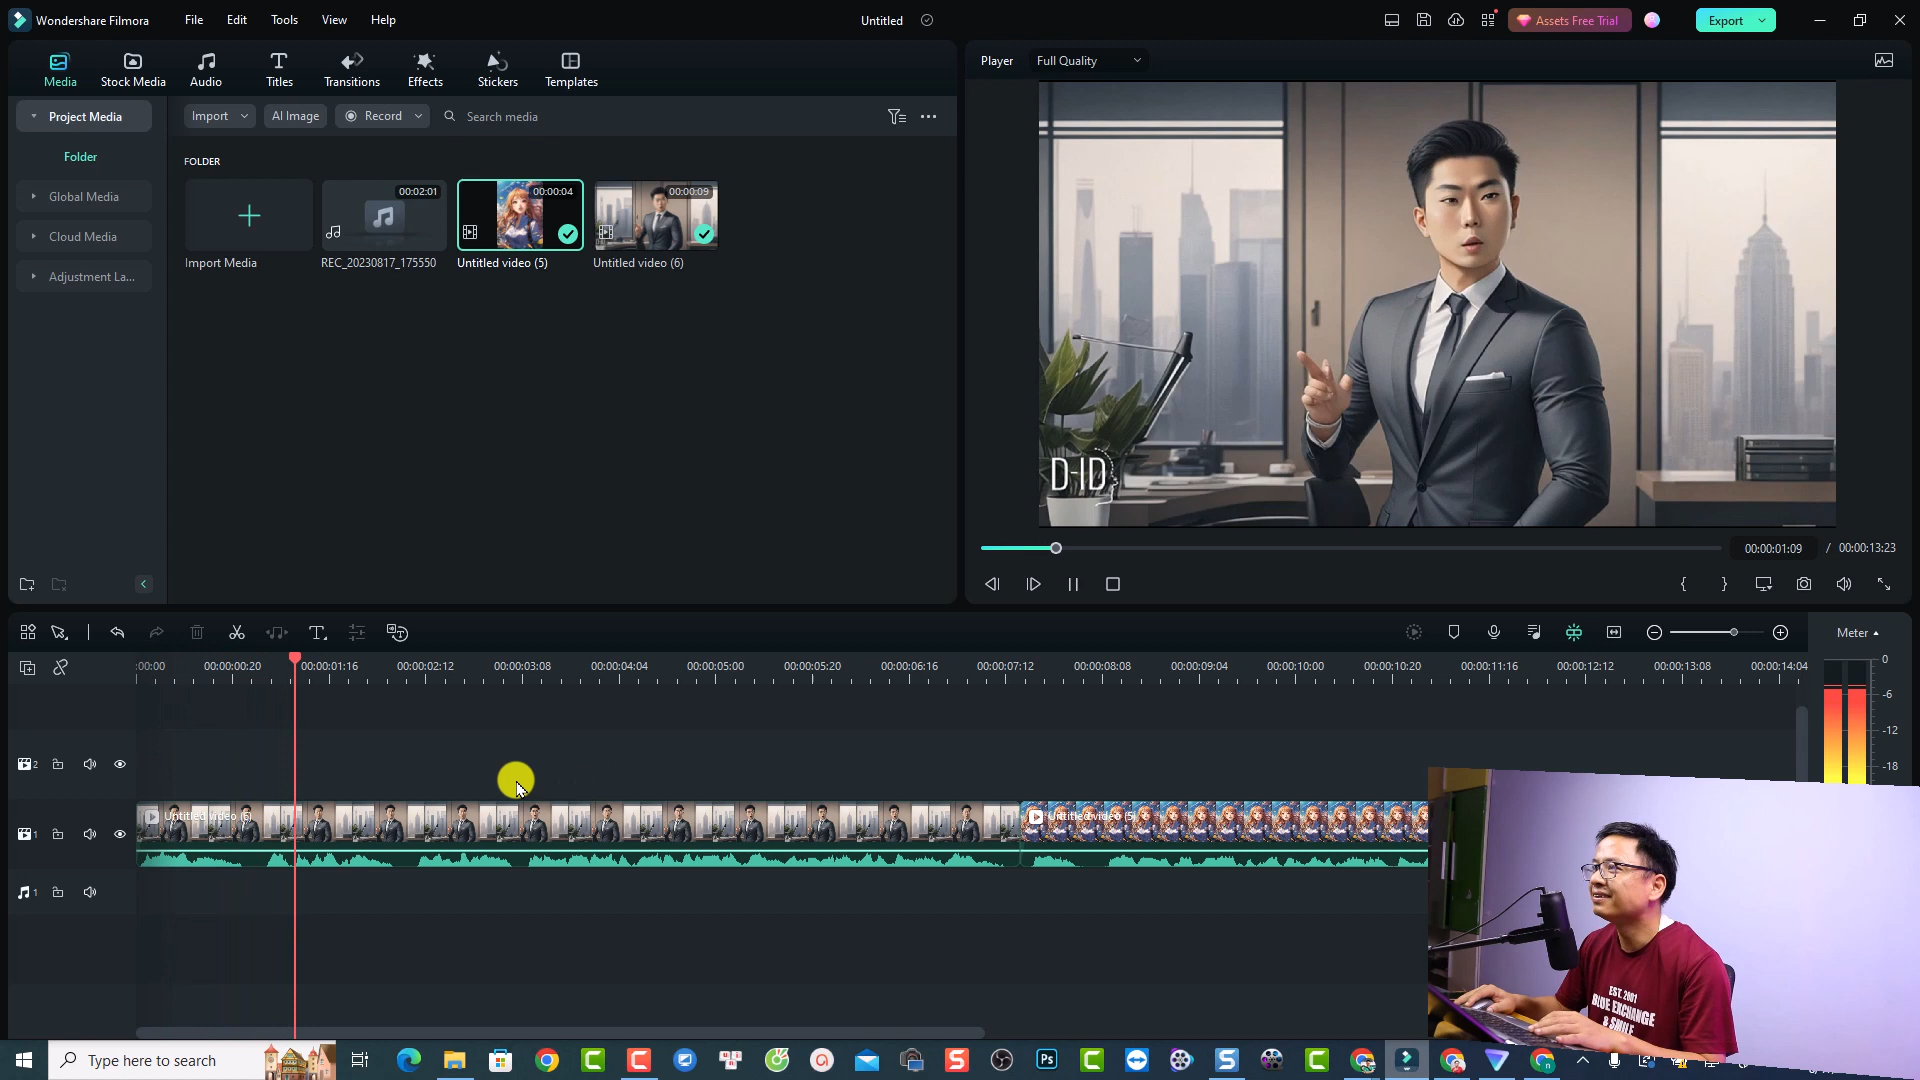 Wondershare Filmora
File
Edit
Tools
View
Help
Untitled
Assets Free Trial
Export
Media
Stock Media
Audio
Titles
Transitions
Effects
Stickers
Templates
Player
Full Quality
Project Media
Folder
Global Media
Cloud Media
Adjustment La...
Import
AI Image
Record
Search media
FOLDER
Import Media
00:02:01
REC_20230817_175550
00:00:04
Untitled video (5)
00:00:09
Untitled video (6)
D-ID
00:00:01:09 / 00:00:13:23
Meter
:00:00
00:00:00:20
00:00:01:16
00:00:02:12
00:00:03:08
00:00:04:04
00:00:05:00
00:00:05:20
00:00:06:16
00:00:07:12
00:00:08:08
00:00:09:04
00:00:10:00
00:00:10:20
00:00:11:16
00:00:12:12
00:00:13:08
00:00:14:04
0
-6
-12
-18
2
Untitled video (6)
Untitled video (5)
1
1
EST. 2001
BLUE EXCHANGE
& SMILE
Type here to search
Ps